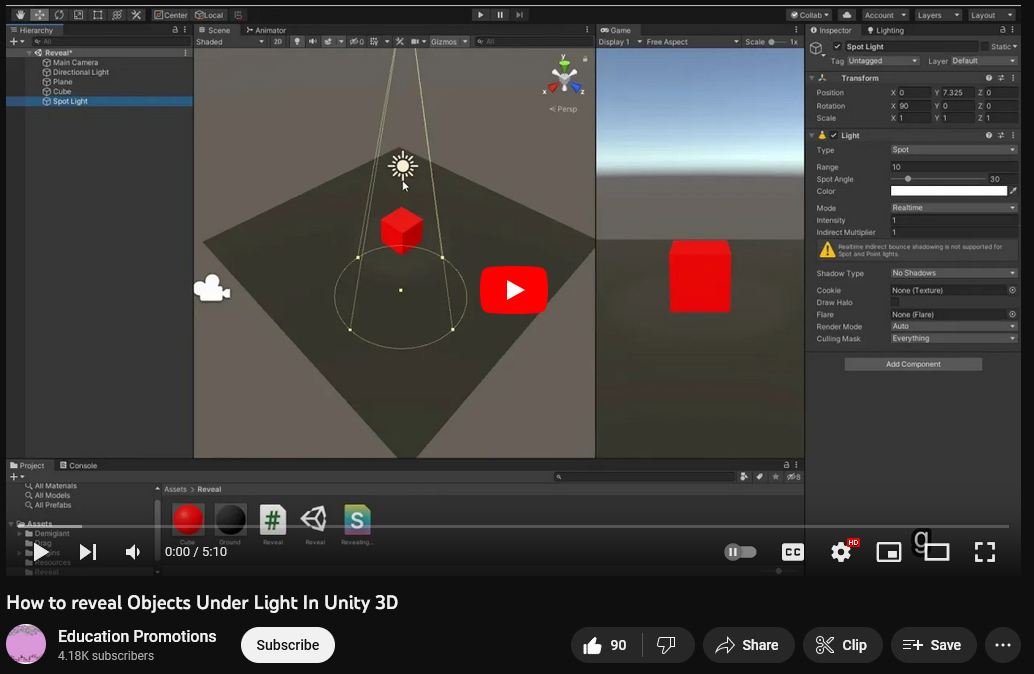 Center Local Collab Account Layers Layout
Hierarchy Scene Animator Game Inspector Lighting
All Shaded 2D 0 Gizmos All Display 1 Free Aspect Scale 1x
Spot Light Static
Reveal*
Main Camera
Directional Light
Plane
Cube
Spot Light
y
x
z
Persp
Tag Untagged Layer Default
Transform
Position X 0 Y 7.325 Z 0
Rotation X 90 Y 0 Z 0
Scale X 1 Y 1 Z 1
Light
Type Spot
Range 10
Spot Angle 30
Color
Mode Realtime
Intensity 1
Indirect Multiplier 1
Realtime indirect bounce shadowing is not supported for
Spot and Point lights.
Shadow Type No Shadows
Cookie None (Texture)
Draw Halo
Flare None (Flare)
Render Mode Auto
Culling Mask Everything
Add Component
Project Console
8
All Materials
All Models
All Prefabs
Assets
Demigiant
Drag
Resources
Reveal
Assets > Reveal
#
S
Cube Ground Reveal Reveal Revealing...
0:00 / 5:10
CC
HD
g
How to reveal Objects Under Light In Unity 3D
Education Promotions
4.18K subscribers
Subscribe
90 Share Clip Save